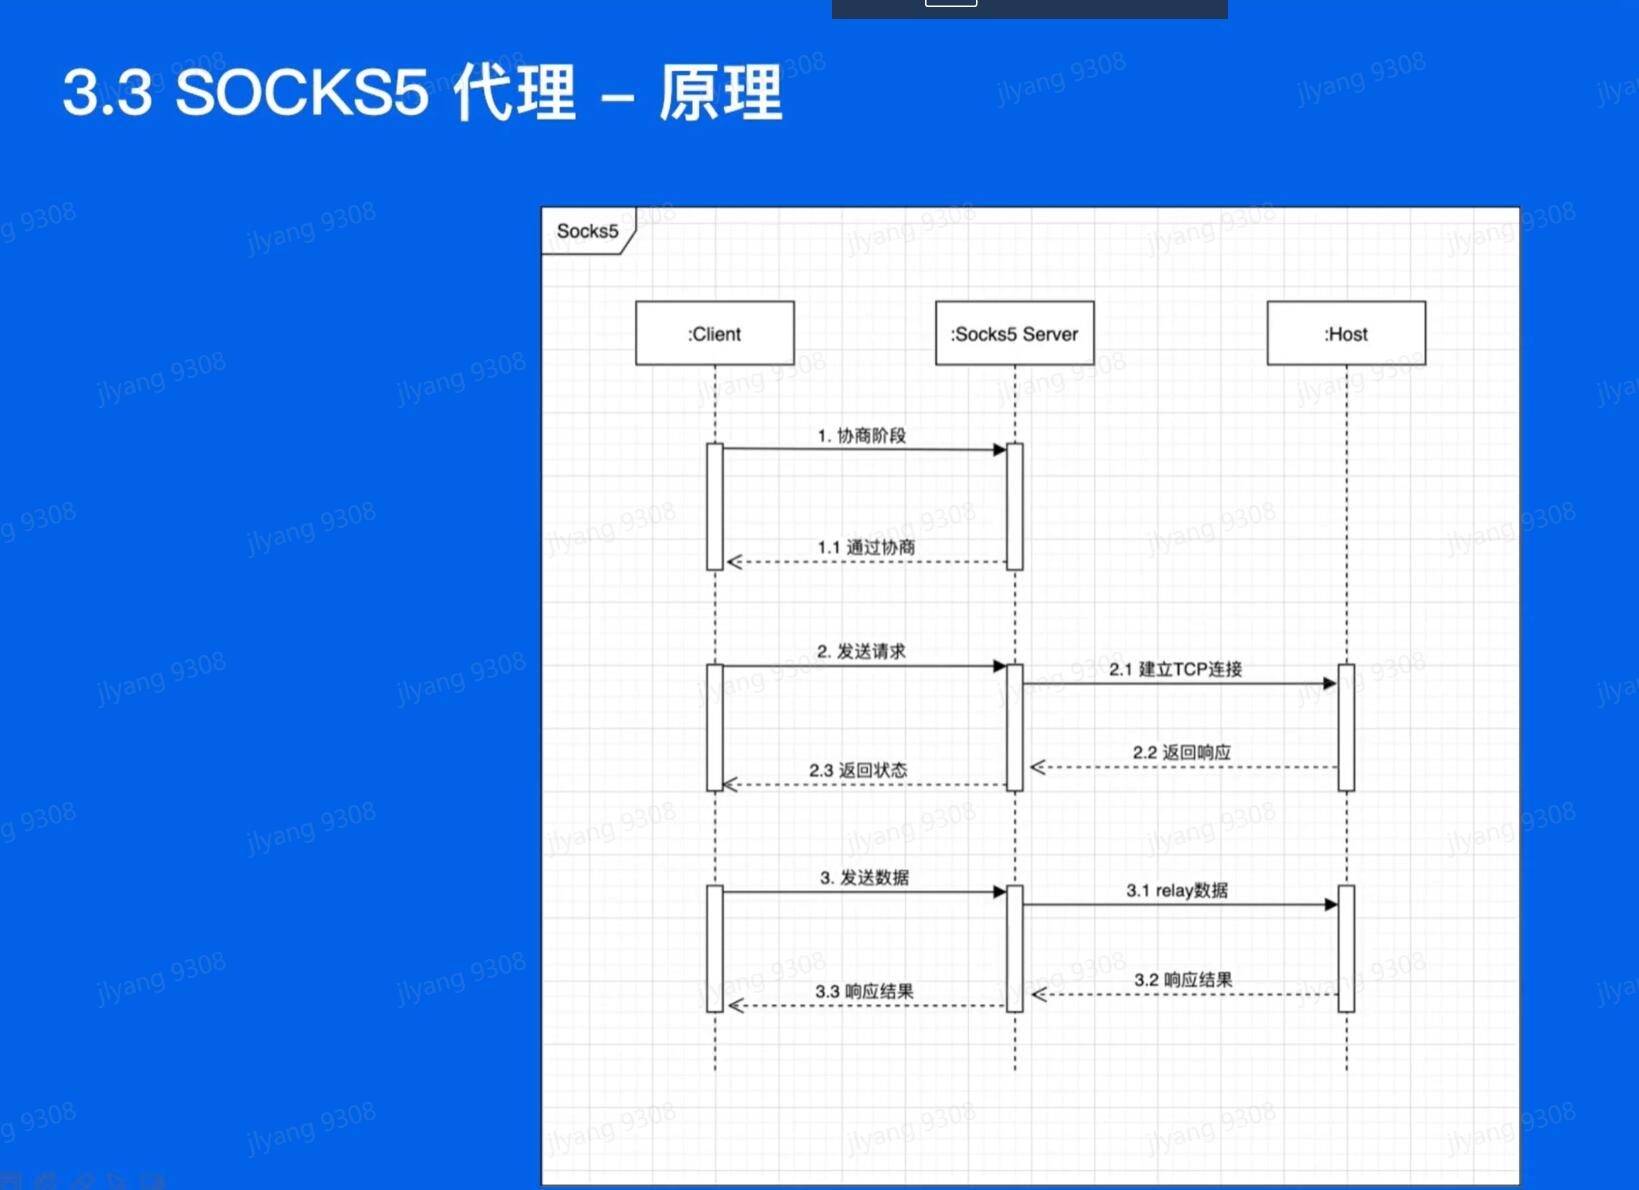 3.3 SOCKS5 代理 – 原理
Socks5
:Client
:Socks5 Server
:Host
1. 协商阶段
1.1 通过协商
2. 发送请求
2.1 建立TCP连接
2.2 返回响应
2.3 返回状态
3. 发送数据
3.1 relay数据
3.2 响应结果
3.3 响应结果
jlyang 9308